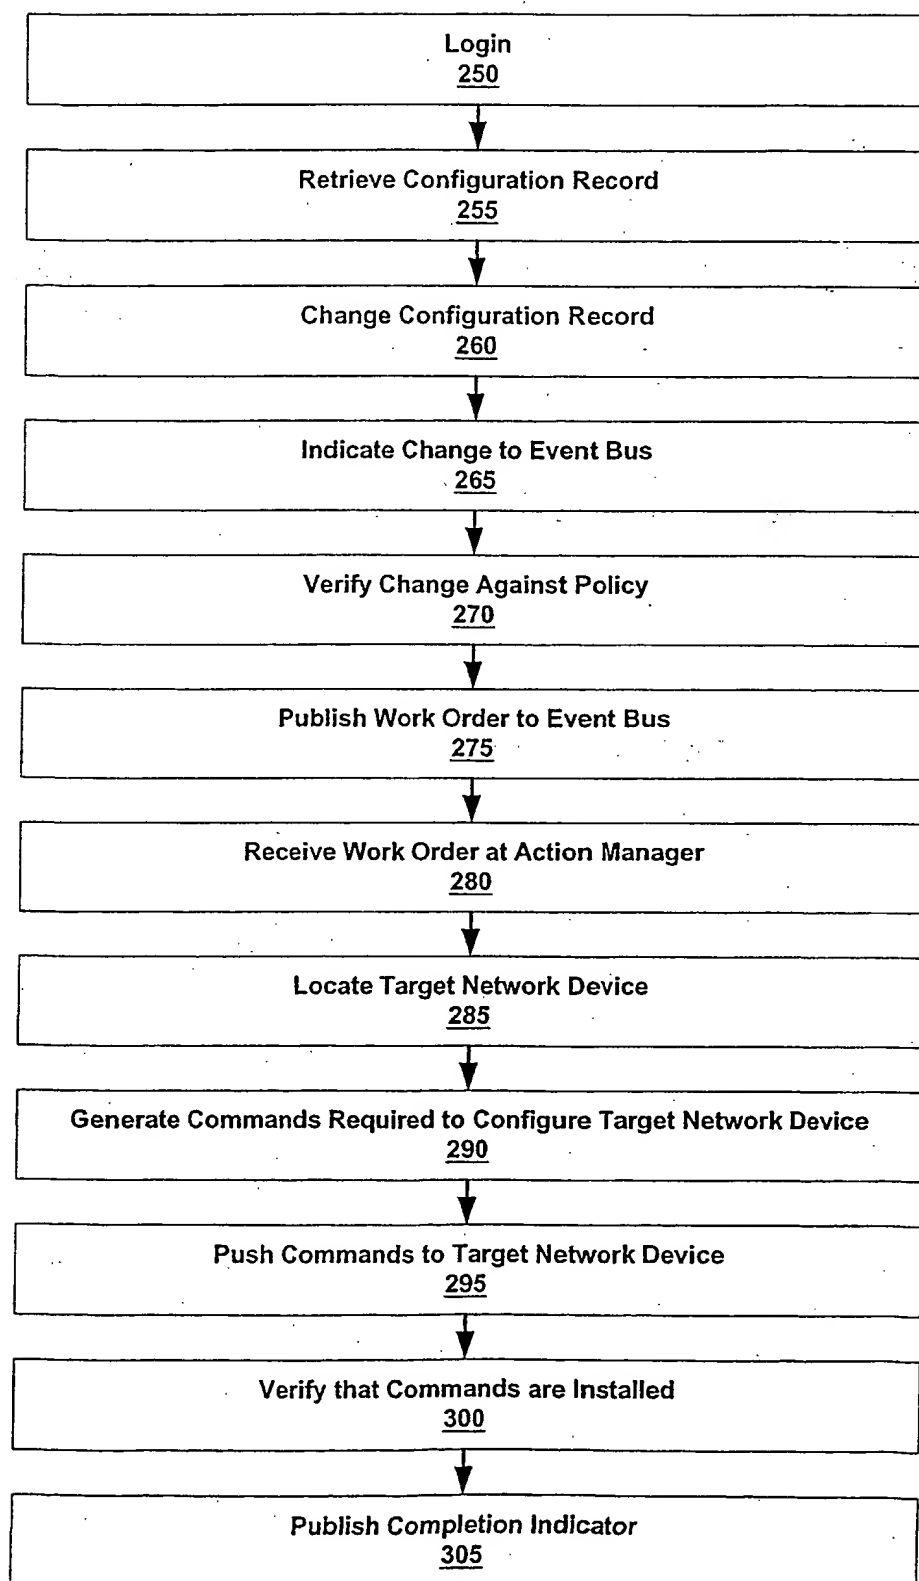 Login
250
Retrieve Configuration Record
255
Change Configuration Record
260
Indicate Change to Event Bus
265
Verify Change Against Policy
270
Publish Work Order to Event Bus
275
Receive Work Order at Action Manager
280
Locate Target Network Device
285
Generate Commands Required to Configure Target Network Device
290
Push Commands to Target Network Device
295
Verify that Commands are Installed
300
Publish Completion Indicator
305